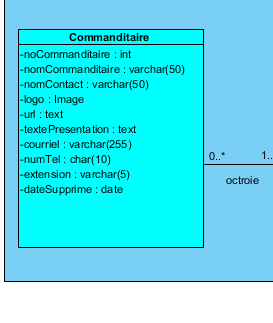 Commanditaire
-noCommanditaire : int
-nomCommanditaire : varchar(50)
-nomContact : varchar(50)
-logo : Image
-url : text
-textePresentation : text
-courriel : varchar(255)
-numTel : char(10)
-extension : varchar(5)
-dateSupprime : date
0..* 1..
octroie